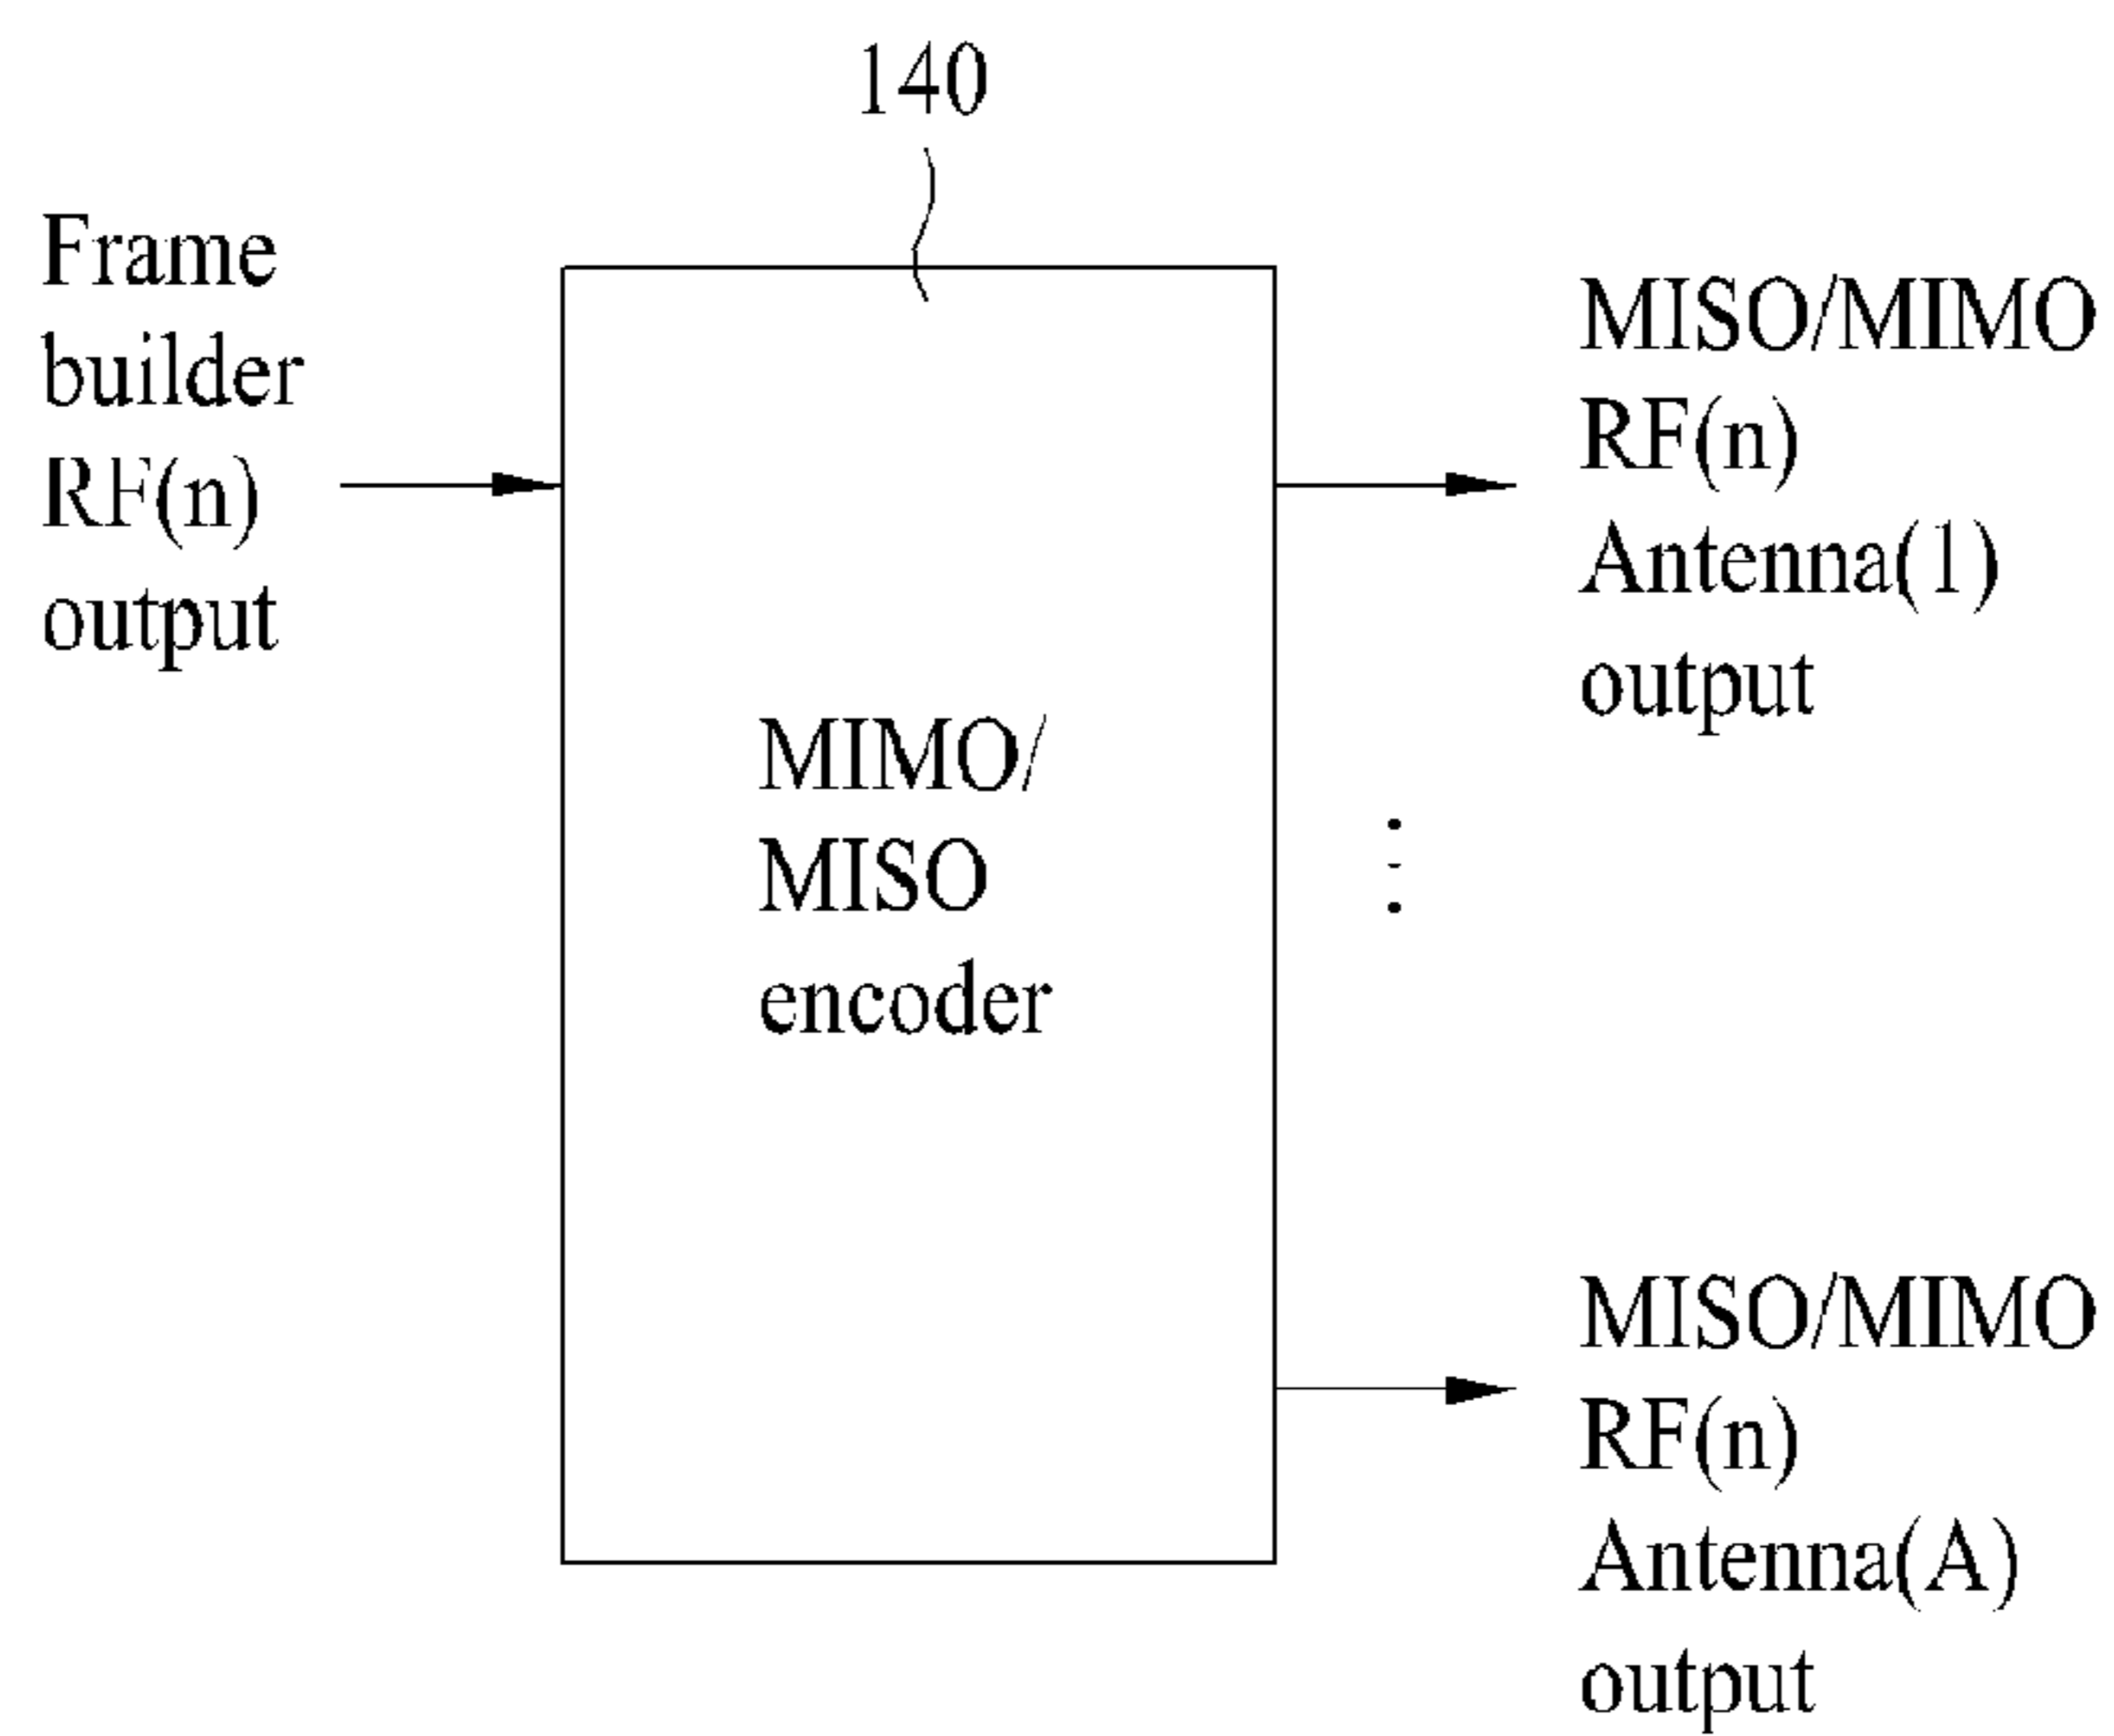 140
Frame
builder
RF(n)
output
MIMO/
MISO
encoder
MISO/MIMO
RF(n)
Antenna(1)
output
MISO/MIMO
RF(n)
Antenna(A)
output